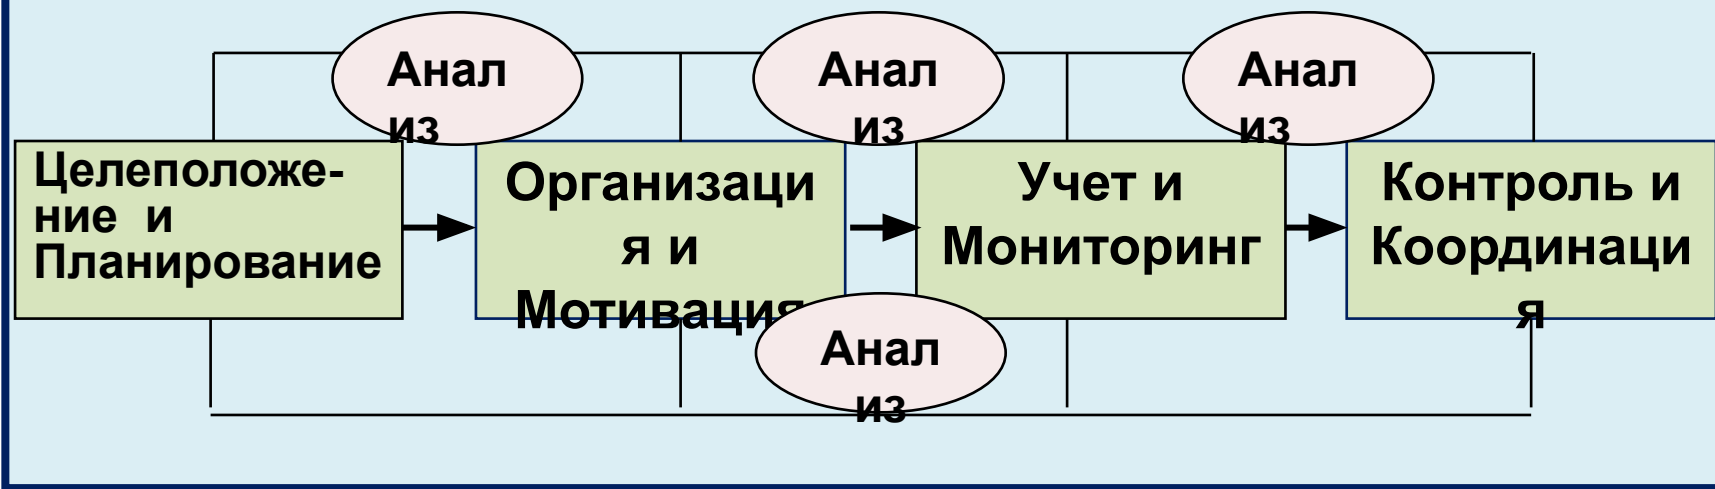 Анал
из
Анал
из
Анал
из
Целеположе-
ние и
Планирование
Организаци
я и
Мотивация
Учет и
Мониторинг
Контроль и
Координаци
я
Анал
из